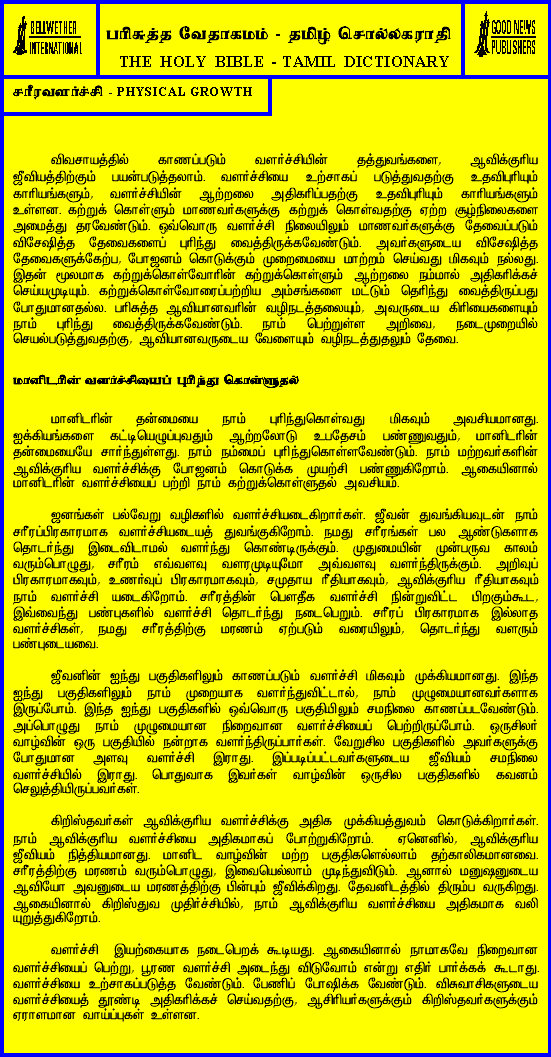 BELLWETHER
INTERNATIONAL
பரிசுத்த வேதாகமம் - தமிழ் சொல்லகராதி
THE HOLY BIBLE - TAMIL DICTIONARY
GOOD NEWS
PUBLISHERS
சரீரவளர்ச்சி - PHYSICAL GROWTH
விவசாயத்தில் காணப்படும் வளர்ச்சியின் தத்துவங்களை, ஆவிக்குரிய
ஜீவியத்திற்கும் பயன்படுத்தலாம். வளர்ச்சியை உற்சாகப் படுத்துவதற்கு உதவிபுரியும்
காரியங்களும், வளர்ச்சியின் ஆற்றலை அதிகரிப்பதற்கு உதவிபுரியும் காரியங்களும்
உள்ளன. கற்றுக் கொள்ளும் மாணவர்களுக்கு கற்றுக் கொள்வதற்கு ஏற்ற சூழ்நிலைகளை
அமைத்து தரவேண்டும். ஒவ்வொரு வளர்ச்சி நிலையிலும் மாணவர்களுக்கு தேவைப்படும்
விசேஷித்த தேவைகளைப் புரிந்து வைத்திருக்கவேண்டும். அவர்களுடைய விசேஷித்த
தேவைகளுக்கேற்ப, போஜனம் கொடுக்கும் முறைமையை மாற்றம் செய்வது மிகவும் நல்லது.
இதன் மூலமாக கற்றுக்கொள்வோரின் கற்றுக்கொள்ளும் ஆற்றலை நம்மால் அதிகரிக்கச்
செய்யமுடியும். கற்றுக்கொள்வோரைப்பற்றிய அம்சங்களை மட்டும் தெரிந்து வைத்திருப்பது
போதுமானதல்ல. பரிசுத்த ஆவியானவரின் வழிநடத்தலையும், அவருடைய கிரியைகளையும்
நாம் புரிந்து வைத்திருக்கவேண்டும். நாம் பெற்றுள்ள அறிவை, நடைமுறையில்
செயல்படுத்துவதற்கு, ஆவியானவருடைய வேளையும் வழிநடத்துதலும் தேவை.
மானிடரின் வளர்ச்சியைப் புரிந்து கொள்ளுதல்
மானிடரின் தன்மையை நாம் புரிந்துகொள்வது மிகவும் அவசியமானது.
ஐக்கியங்களை கட்டியெழுப்புவதும் ஆற்றலோடு உபதேசம் பண்ணுவதும், மானிடரின்
தன்மையையே சார்ந்துள்ளது. நாம் நம்மைப் புரிந்துகொள்ளவேண்டும். நாம் மற்றவர்களின்
ஆவிக்குரிய வளர்ச்சிக்கு போஜனம் கொடுக்க முயற்சி பண்ணுகிறோம். ஆகையினால்
மானிடரின் வளர்ச்சியைப் பற்றி நாம் கற்றுக்கொள்ளுதல் அவசியம்.
ஜனங்கள் பல்வேறு வழிகளில் வளர்ச்சியடைகிறார்கள். ஜீவன் துவங்கியவுடன் நாம்
சரீரப்பிரகாரமாக வளர்ச்சியடையத் துவங்குகிறோம். நமது சரீரங்கள் பல ஆண்டுகளாக
தொடர்ந்து இடைவிடாமல் வளர்ந்து கொண்டிருக்கும். முதுமையின் முன்பருவ காலம்
வரும்பொழுது, சரீரம் எவ்வளவு வளரமுடியுமோ அவ்வளவு வளர்ந்திருக்கும். அறிவுப்
பிரகாரமாகவும், உணர்வுப் பிரகாரமாகவும், சமுதாய ரீதியாகவும், ஆவிக்குரிய ரீதியாகவும்
நாம் வளர்ச்சி யடைகிறோம். சரீரத்தின் பௌதீக வளர்ச்சி நின்றுவிட்ட பிறகும்கூட,
இவ்வைந்து பண்புகளில் வளர்ச்சி தொடர்ந்து நடைபெறும். சரீரப் பிரகாரமாக இல்லாத
வளர்ச்சிகள், நமது சரீரத்திற்கு மரணம் ஏற்படும் வரையிலும், தொடர்ந்து வளரும்
பண்புடையவை.
ஜீவனின் ஐந்து பகுதிகளிலும் காணப்படும் வளர்ச்சி மிகவும் முக்கியமானது. இந்த
ஐந்து பகுதிகளிலும் நாம் முறையாக வளர்ந்துவிட்டால், நாம் முழுமையானவர்களாக
இருப்போம். இந்த ஐந்து பகுதிகளில் ஒவ்வொரு பகுதியிலும் சமநிலை காணப்படவேண்டும்.
அப்பொழுது நாம் முழுமையான நிறைவான வளர்ச்சியைப் பெற்றிருப்போம். ஒருசிலர்
வாழ்வின் ஒரு பகுதியில் நன்றாக வளர்ந்திருப்பார்கள். வேறுசில பகுதிகளில் அவர்களுக்கு
போதுமான அளவு வளர்ச்சி இராது. இப்படிப்பட்டவர்களுடைய ஜீவியம் சமநிலை
வளர்ச்சியில் இராது. பொதுவாக இவர்கள் வாழ்வின் ஒருசில பகுதிகளில் கவனம்
செலுத்தியிருப்பவர்கள்.
கிறிஸ்தவர்கள் ஆவிக்குரிய வளர்ச்சிக்கு அதிக முக்கியத்துவம் கொடுக்கிறார்கள்.
நாம் ஆவிக்குரிய வளர்ச்சியை அதிகமாகப் போற்றுகிறோம். ஏனெனில், ஆவிக்குரிய
ஜீவியம் நித்தியமானது. மானிட வாழ்வின் மற்ற பகுதிகளெல்லாம் தற்காலிகமானவை.
சரீரத்திற்கு மரணம் வரும்பொழுது, இவையெல்லாம் முடிந்துவிடும். ஆனால் மனுஷனுடைய
ஆவியோ அவனுடைய மரணத்திற்கு பின்பும் ஜீவிக்கிறது. தேவனிடத்தில் திரும்ப வருகிறது.
ஆகையினால் கிறிஸ்துவ முதிர்ச்சியில், நாம் ஆவிக்குரிய வளர்ச்சியை அதிகமாக வலி
யுறுத்துகிறோம்.
வளர்ச்சி இயற்கையாக நடைபெறக் கூடியது. ஆகையினால் நாமாகவே நிறைவான
வளர்ச்சியைப் பெற்று, பூரண வளர்ச்சி அடைந்து விடுவோம் என்று எதிர் பார்க்கக் கூடாது.
வளர்ச்சியை உற்சாகப்படுத்த வேண்டும். பேணிப் போஷிக்க வேண்டும். விசுவாசிகளுடைய
வளர்ச்சியைத் தூண்டி அதிகரிக்கச் செய்வதற்கு, ஆசிரியர்களுக்கும் கிறிஸ்தவர்களுக்கும்
ஏராளமான வாய்ப்புகள் உள்ளன.